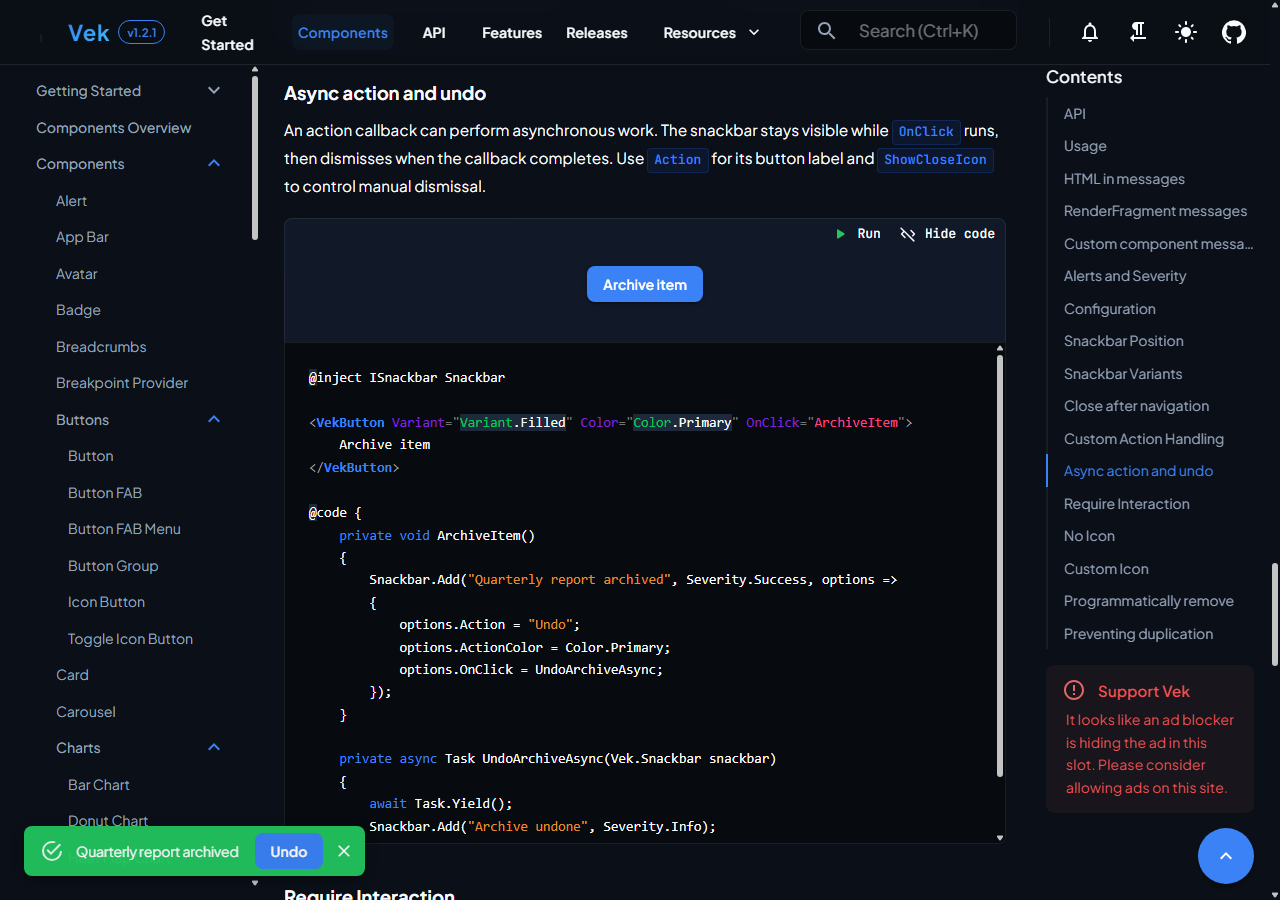 Vek
v1.2.1
Get
Started
Components
API
Features
Releases
Resources
Search (Ctrl+K)
Getting Started
Components Overview
Components
Alert
App Bar
Avatar
Badge
Breadcrumbs
Breakpoint Provider
Buttons
Button
Button FAB
Button FAB Menu
Button Group
Icon Button
Toggle Icon Button
Card
Carousel
Charts
Bar Chart
Donut Chart
Async action and undo
An action callback can perform asynchronous work. The snackbar stays visible while OnClick runs,
then dismisses when the callback completes. Use Action for its button label and ShowCloseIcon
to control manual dismissal.
Run
Hide code
Archive item
@inject ISnackbar Snackbar
<VekButton Variant="Variant.Filled" Color="Color.Primary" OnClick="ArchiveItem">
    Archive item
</VekButton>
@code {
    private void ArchiveItem()
    {
        Snackbar.Add("Quarterly report archived", Severity.Success, options =>
        {
            options.Action = "Undo";
            options.ActionColor = Color.Primary;
            options.OnClick = UndoArchiveAsync;
        });
    }
    private async Task UndoArchiveAsync(Vek.Snackbar snackbar)
    {
        await Task.Yield();
        Snackbar.Add("Archive undone", Severity.Info);
Require Interaction
Contents
API
Usage
HTML in messages
RenderFragment messages
Custom component messa…
Alerts and Severity
Configuration
Snackbar Position
Snackbar Variants
Close after navigation
Custom Action Handling
Async action and undo
Require Interaction
No Icon
Custom Icon
Programmatically remove
Preventing duplication
Support Vek
It looks like an ad blocker
is hiding the ad in this
slot. Please consider
allowing ads on this site.
Quarterly report archived
Undo